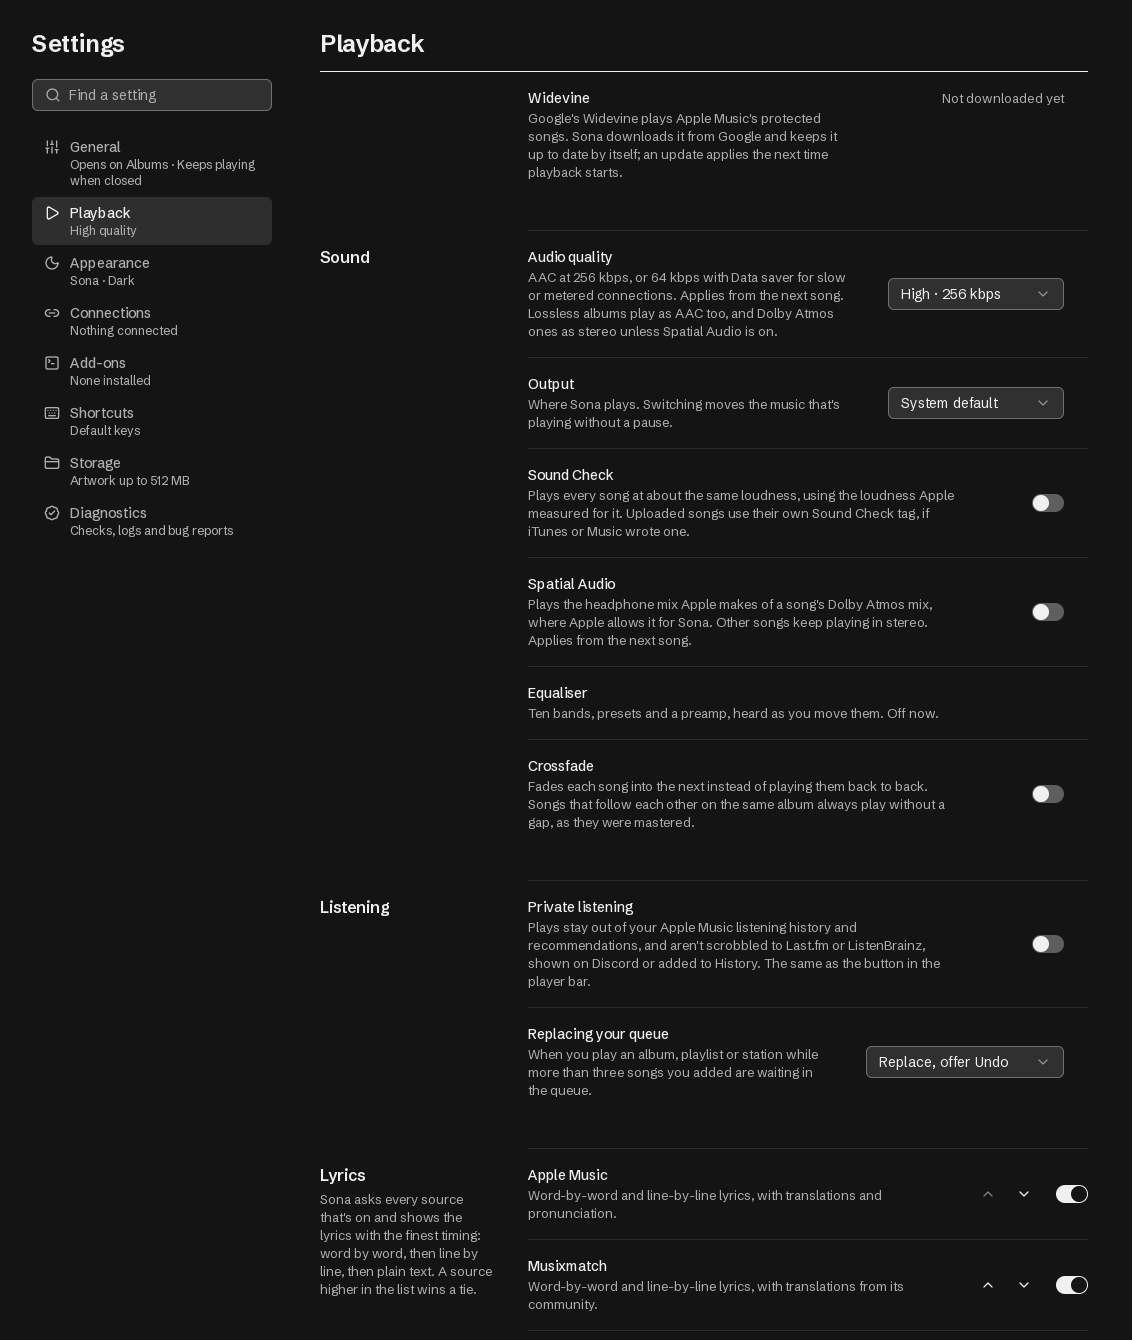 Settings
Find a setting
General
Opens on Albums · Keeps playing
when closed
Playback
High quality
Appearance
Sona · Dark
Connections
Nothing connected
Add-ons
None installed
Shortcuts
Default keys
Storage
Artwork up to 512 MB
Diagnostics
Checks, logs and bug reports
Playback
Widevine
Not downloaded yet
Google's Widevine plays Apple Music's protected
songs. Sona downloads it from Google and keeps it
up to date by itself; an update applies the next time
playback starts.
Sound
Audio quality
AAC at 256 kbps, or 64 kbps with Data saver for slow
or metered connections. Applies from the next song.
Lossless albums play as AAC too, and Dolby Atmos
ones as stereo unless Spatial Audio is on.
High · 256 kbps
Output
Where Sona plays. Switching moves the music that's
playing without a pause.
System default
Sound Check
Plays every song at about the same loudness, using the loudness Apple
measured for it. Uploaded songs use their own Sound Check tag, if
iTunes or Music wrote one.
Spatial Audio
Plays the headphone mix Apple makes of a song's Dolby Atmos mix,
where Apple allows it for Sona. Other songs keep playing in stereo.
Applies from the next song.
Equaliser
Ten bands, presets and a preamp, heard as you move them. Off now.
Crossfade
Fades each song into the next instead of playing them back to back.
Songs that follow each other on the same album always play without a
gap, as they were mastered.
Listening
Private listening
Plays stay out of your Apple Music listening history and
recommendations, and aren't scrobbled to Last.fm or ListenBrainz,
shown on Discord or added to History. The same as the button in the
player bar.
Replacing your queue
When you play an album, playlist or station while
more than three songs you added are waiting in
the queue.
Replace, offer Undo
Lyrics
Sona asks every source
that's on and shows the
lyrics with the finest timing:
word by word, then line by
line, then plain text. A source
higher in the list wins a tie.
Apple Music
Word-by-word and line-by-line lyrics, with translations and
pronunciation.
Musixmatch
Word-by-word and line-by-line lyrics, with translations from its
community.